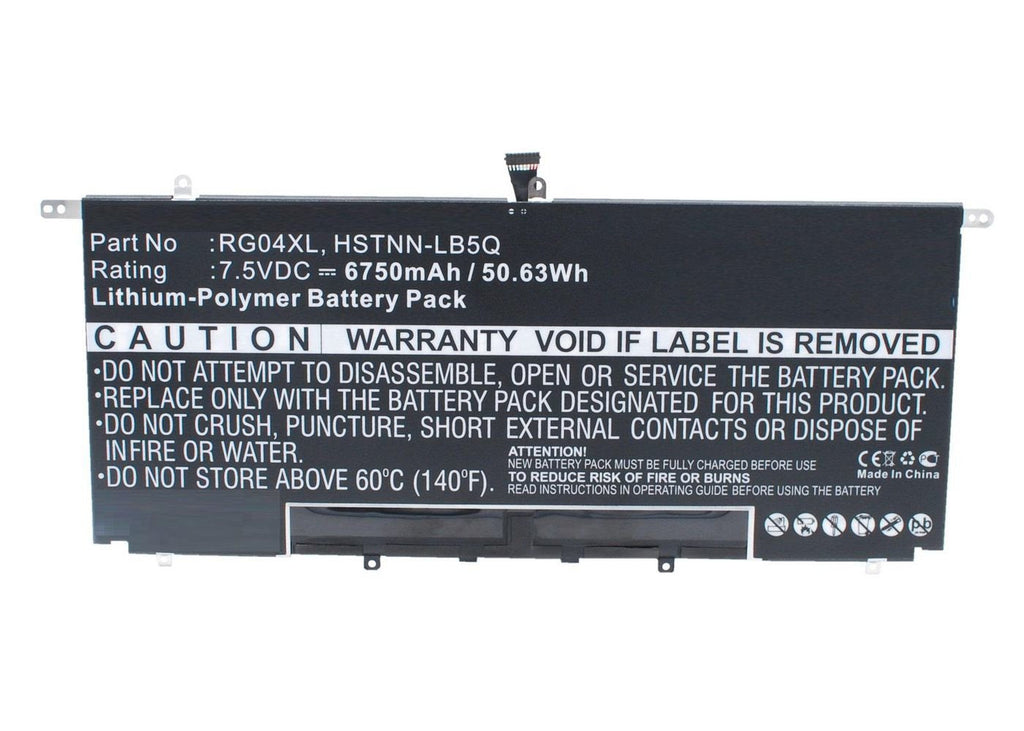 Part No : RG04XL, HSTNN-LB5Q
Rating : 7.5VDC ⎓ 6750mAh / 50.63Wh
Lithium-Polymer Battery Pack
CAUTION WARRANTY VOID IF LABEL IS REMOVED
•DO NOT ATTEMPT TO DISASSEMBLE, OPEN OR SERVICE THE BATTERY PACK.
•REPLACE ONLY WITH THE BATTERY PACK DESIGNATED FOR THIS PRODUCT.
•DO NOT CRUSH, PUNCTURE, SHORT EXTERNAL CONTACTS OR DISPOSE OF
INFIRE OR WATER.
•DO NOT STORE ABOVE 60°C (140°F).
ATTENTION!
NEW BATTERY PACK MUST BE FULLY CHARGED BEFORE USE
TO REDUCE RISK OF FIRE OR BURNS
READ INSTRUCTIONS IN OPERATING GUIDE BEFORE USING THE BATTERY
CE
Made In China
Pb